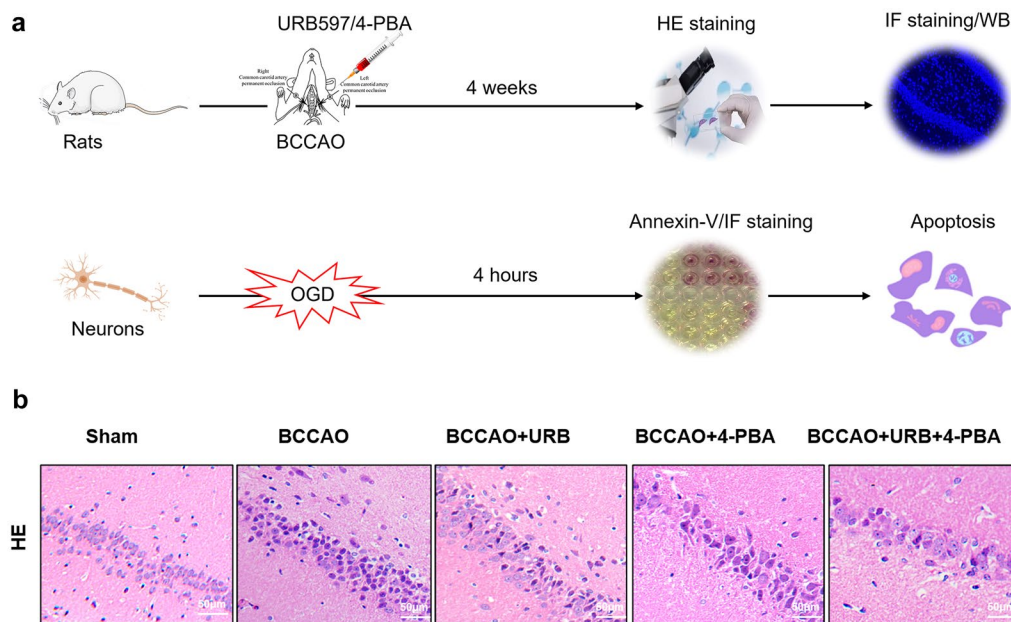 a
URB597/4-PBA
HE staining
IF staining/WB
Right
Common carotid artery
permanent occlusion
Left
Common carotid artery
permanent occlusion
4 weeks
Rats
BCCAO
Annexin-V/IF staining
Apoptosis
4 hours
OGD
Neurons
b
Sham
BCCAO
BCCAO+URB
BCCAO+4-PBA
BCCAO+URB+4-PBA
HE
50μm
50μm
50μm
50μm
50μm